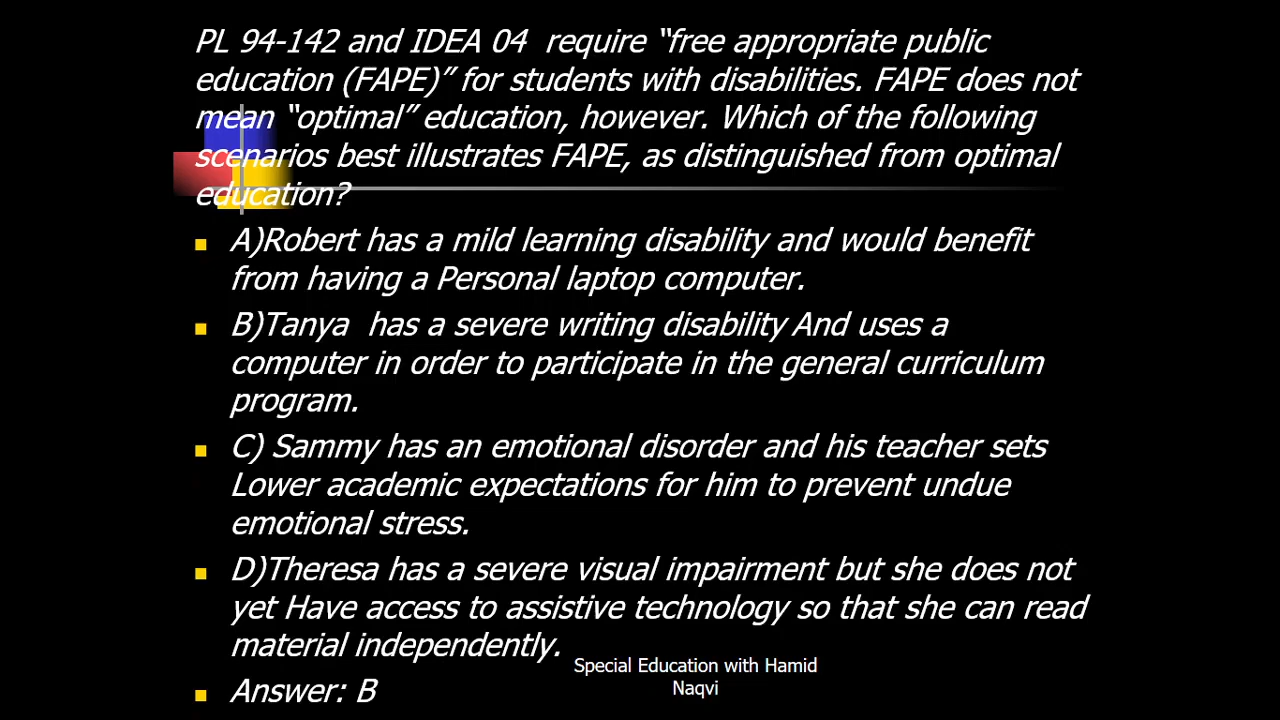 PL 94-142 and IDEA 04 require “free appropriate public
education (FAPE)” for students with disabilities. FAPE does not
mean “optimal” education, however. Which of the following
scenarios best illustrates FAPE, as distinguished from optimal
education?
A)Robert has a mild learning disability and would benefit
from having a Personal laptop computer.
B)Tanya has a severe writing disability And uses a
computer in order to participate in the general curriculum
program.
C) Sammy has an emotional disorder and his teacher sets
Lower academic expectations for him to prevent undue
emotional stress.
D)Theresa has a severe visual impairment but she does not
yet Have access to assistive technology so that she can read
material independently.
Special Education with Hamid
Naqvi
Answer: B